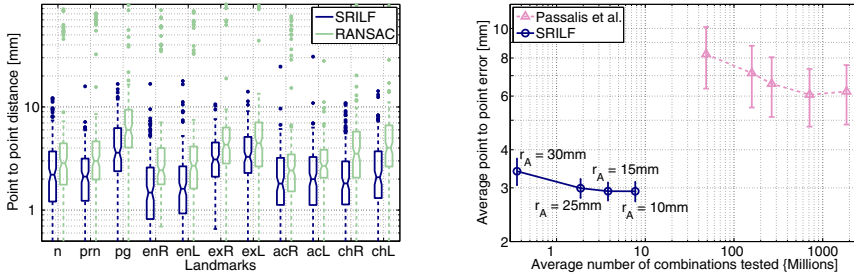 SRILF
RANSAC
10
1
Point to point distance [mm]
n prn pg enR enL exR exL acR acL chR chL
Landmarks
Passalis et al.
SRILF
10
8
6
4
3
2
Average point to point error [mm]
r_A = 30mm
r_A = 15mm
r_A = 25mm
r_A = 10mm
1 10 100 1000
Average number of combinations tested [Millions]